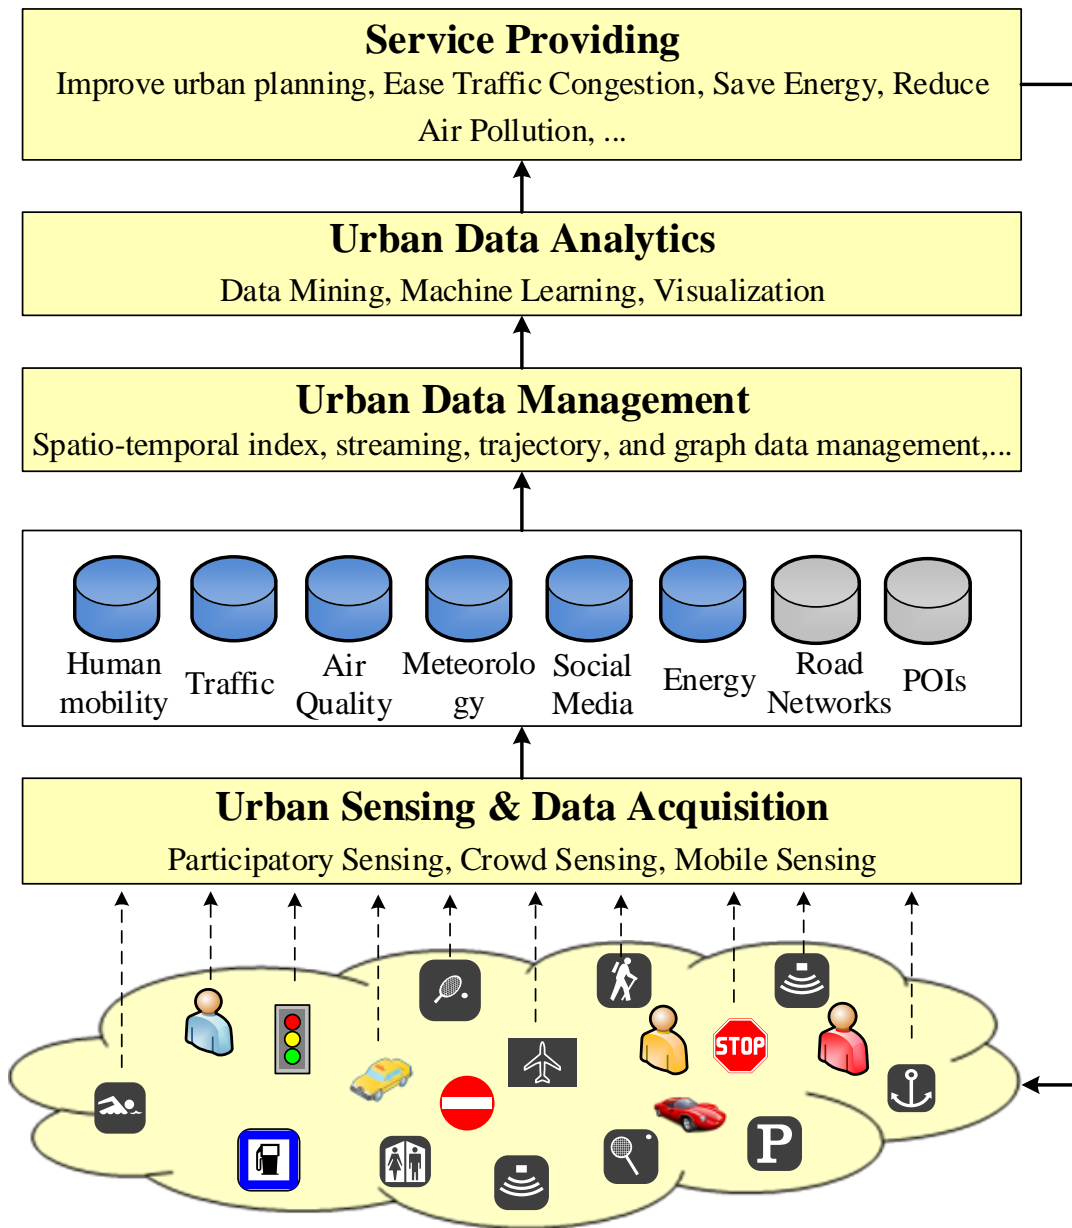 Service Providing
Improve urban planning, Ease Traffic Congestion, Save Energy, Reduce
Air Pollution, ...
Urban Data Analytics
Data Mining, Machine Learning, Visualization
Urban Data Management
Spatio-temporal index, streaming, trajectory, and graph data management,...
Human
mobility
Traffic
Air
Quality
Meteorolo
gy
Social
Media
Energy
Road
Networks
POIs
Urban Sensing & Data Acquisition
Participatory Sensing, Crowd Sensing, Mobile Sensing
STOP
P